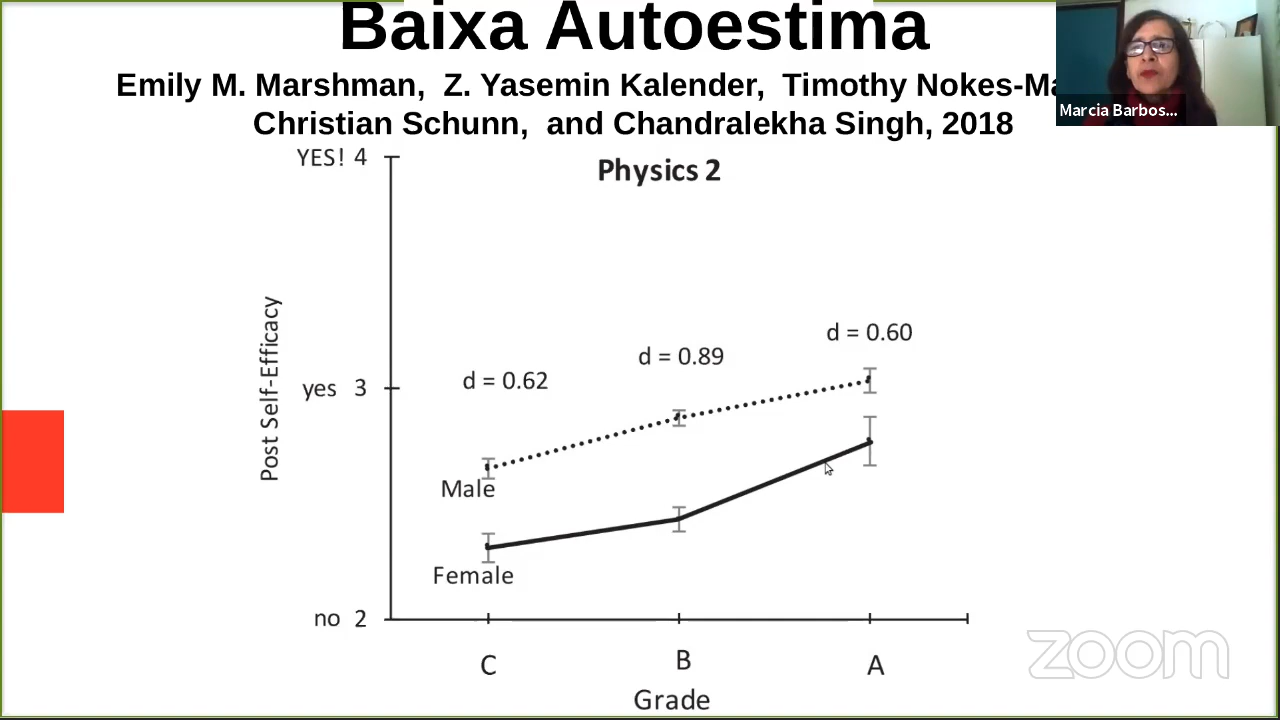 Baixa Autoestima
Emily M. Marshman, Z. Yasemin Kalender, Timothy Nokes-Ma
Christian Schunn, and Chandralekha Singh, 2018
Marcia Barbos...
Physics 2
YES! 4
yes 3
no 2
Post Self-Efficacy
d = 0.62
d = 0.89
d = 0.60
Male
Female
C B A
Grade
zoom